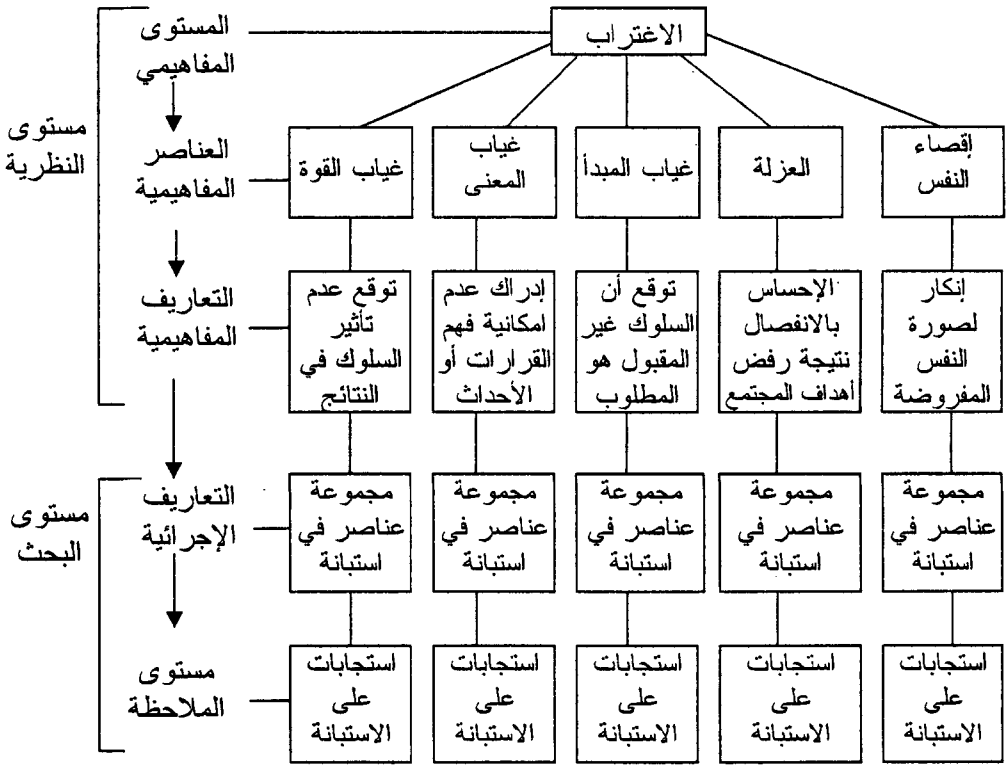 المستوى
المفاهيمي
الاغتراب
مستوى
النظرية
العناصر
المفاهيمية
غياب القوة
غياب
المعنى
غياب المبدأ
العزلة
إقصاء
النفس
التعاريف
المفاهيمية
توقع عدم
تأثير
السلوك في
النتائج
إدراك عدم
امكانية فهم
القرارات أو
الأحداث
توقع أن
السلوك غير
المقبول هو
المطلوب
الإحساس
بالانفصال
نتيجة رفض
أهداف المجتمع
إنكار
لصورة
النفس
المفروضة
مستوى
البحث
التعاريف
الإجرائية
مجموعة
عناصر في
استبانة
مجموعة
عناصر في
استبانة
مجموعة
عناصر في
استبانة
مجموعة
عناصر في
استبانة
مجموعة
عناصر في
استبانة
مستوى
الملاحظة
استجابات
على
الاستبانة
استجابات
على
الاستبانة
استجابات
على
الاستبانة
استجابات
على
الاستبانة
استجابات
على
الاستبانة